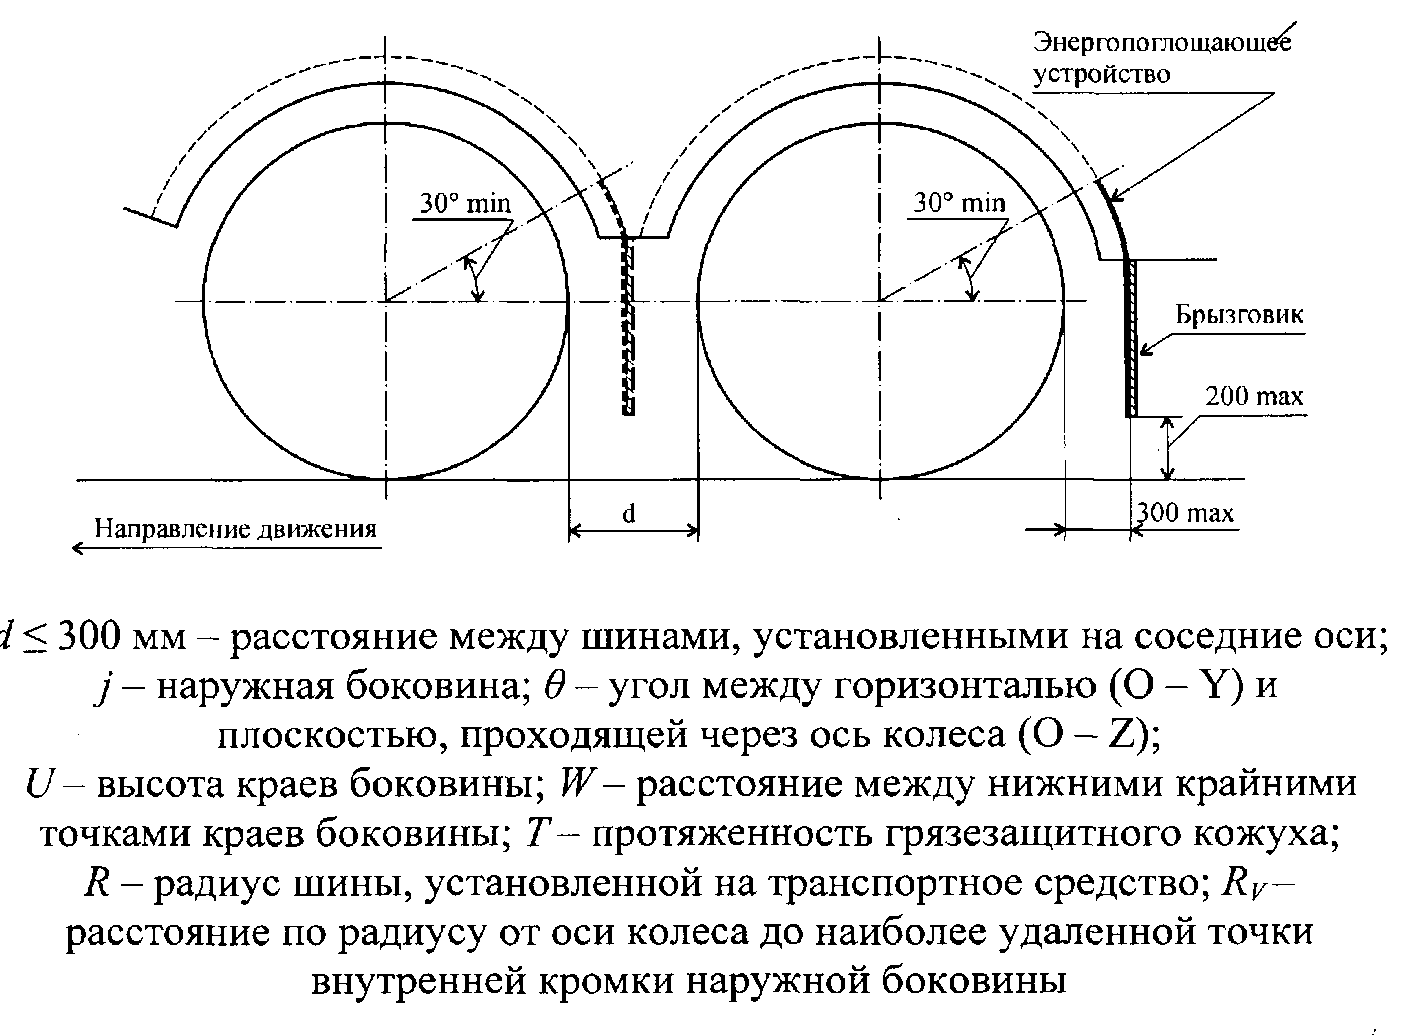 Энергопоглощающее
устройство
30° min
30° min
Брызговик
200 max
Направление движения
d
300 max
d ≤ 300 мм – расстояние между шинами, установленными на соседние оси;
j – наружная боковина; θ – угол между горизонталью (O – Y) и
плоскостью, проходящей через ось колеса (O – Z);
U – высота краев боковины; W – расстояние между нижними крайними
точками краев боковины; T – протяженность грязезащитного кожуха;
R – радиус шины, установленной на транспортное средство; RV –
расстояние по радиусу от оси колеса до наиболее удаленной точки
внутренней кромки наружной боковины